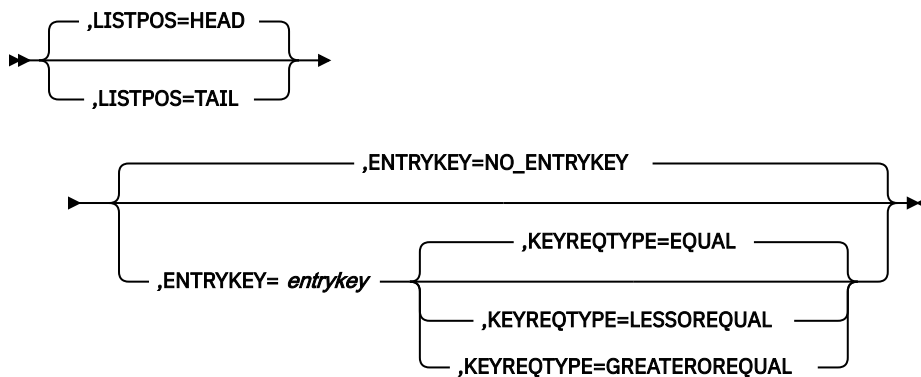 ,LISTPOS=HEAD
,LISTPOS=TAIL
,ENTRYKEY=NO_ENTRYKEY
,KEYREQTYPE=EQUAL
,ENTRYKEY= entrykey
,KEYREQTYPE=LESSOREQUAL
,KEYREQTYPE=GREATEROREQUAL